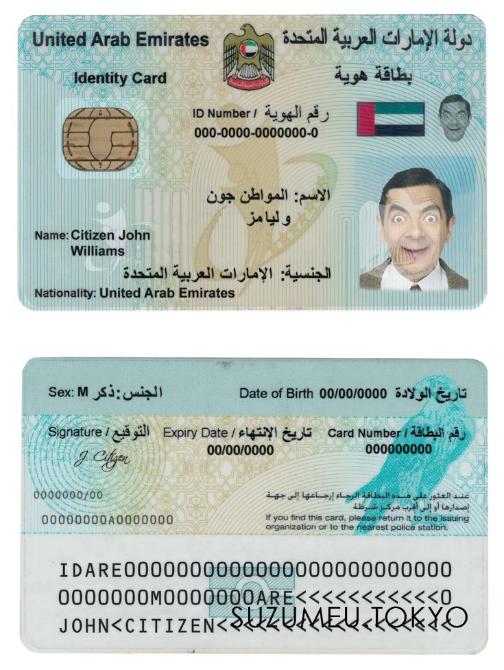 United Arab Emirates دولة الإمارات العربية المتحدة
Identity Card بطاقة هوية
ID Number / رقم الهوية
000-0000-0000000-0
الاسم: المواطن جون
وليامز
Name: Citizen John
Williams
الجنسية: الإمارات العربية المتحدة
Nationality: United Arab Emirates
Sex: M الجنس: ذكر Date of Birth 00/00/0000 تاريخ الولادة
Signature / التوقيع Expiry Date / تاريخ الإنتهاء Card Number / رقم البطاقة
00/00/0000 000000000
J. Citizen
0000000/00
00000000A0000000
عند العثور على هذه البطاقة الرجاء إرجاعها إلى جهة
إصدارها أو إلى أقرب مركز شرطة
If you find this card, please return it to the issuing
organization or to the nearest police station.
IDARE0000000000000000000000000
0000000M0000000ARE<<<<<<<<<<<0
JOHN<CITIZEN<<<<<<<<<<<<<<<<<<
SUZUMEU.TOKYO